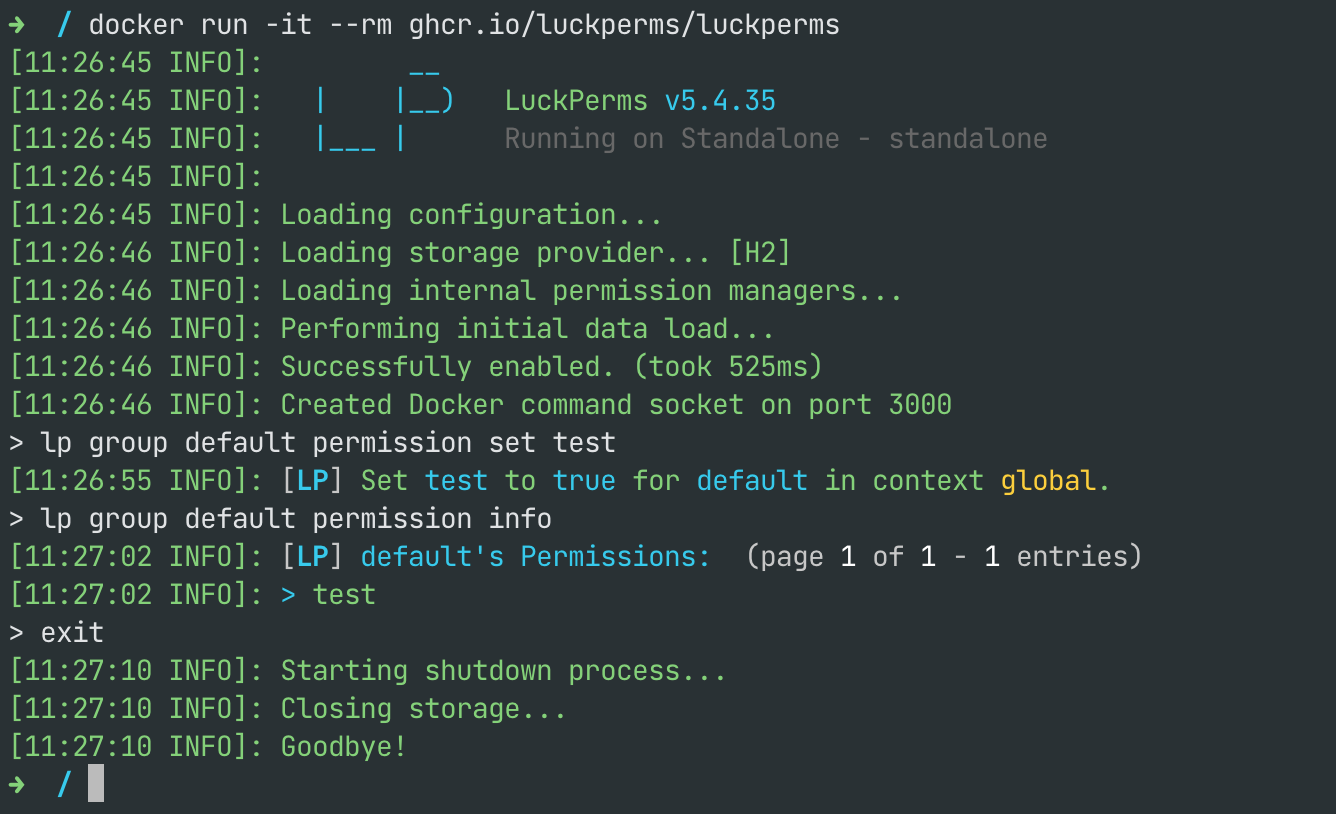 ➜  / docker run -it --rm ghcr.io/luckperms/luckperms
[11:26:45 INFO]:         __
[11:26:45 INFO]:   |    |__)   LuckPerms v5.4.35
[11:26:45 INFO]:   |___ |      Running on Standalone - standalone
[11:26:45 INFO]:
[11:26:45 INFO]: Loading configuration...
[11:26:46 INFO]: Loading storage provider... [H2]
[11:26:46 INFO]: Loading internal permission managers...
[11:26:46 INFO]: Performing initial data load...
[11:26:46 INFO]: Successfully enabled. (took 525ms)
[11:26:46 INFO]: Created Docker command socket on port 3000
> lp group default permission set test
[11:26:55 INFO]: [LP] Set test to true for default in context global.
> lp group default permission info
[11:27:02 INFO]: [LP] default's Permissions:  (page 1 of 1 - 1 entries)
[11:27:02 INFO]: > test
> exit
[11:27:10 INFO]: Starting shutdown process...
[11:27:10 INFO]: Closing storage...
[11:27:10 INFO]: Goodbye!
➜  /